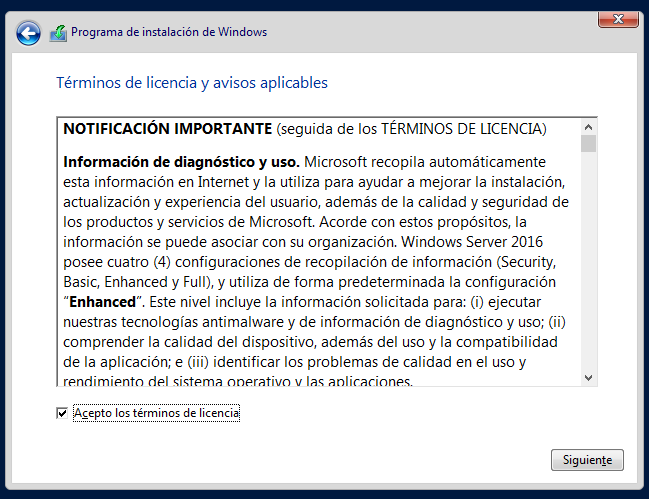 Programa de instalación de Windows
Términos de licencia y avisos aplicables
NOTIFICACIÓN IMPORTANTE (seguida de los TÉRMINOS DE LICENCIA)
Información de diagnóstico y uso. Microsoft recopila automáticamente
esta información en Internet y la utiliza para ayudar a mejorar la instalación,
actualización y experiencia del usuario, además de la calidad y seguridad de
los productos y servicios de Microsoft. Acorde con estos propósitos, la
información se puede asociar con su organización. Windows Server 2016
posee cuatro (4) configuraciones de recopilación de información (Security,
Basic, Enhanced y Full), y utiliza de forma predeterminada la configuración
“Enhanced”. Este nivel incluye la información solicitada para: (i) ejecutar
nuestras tecnologías antimalware y de información de diagnóstico y uso; (ii)
comprender la calidad del dispositivo, además del uso y la compatibilidad
de la aplicación; e (iii) identificar los problemas de calidad en el uso y
rendimiento del sistema operativo y las aplicaciones.
Acepto los términos de licencia
Siguiente